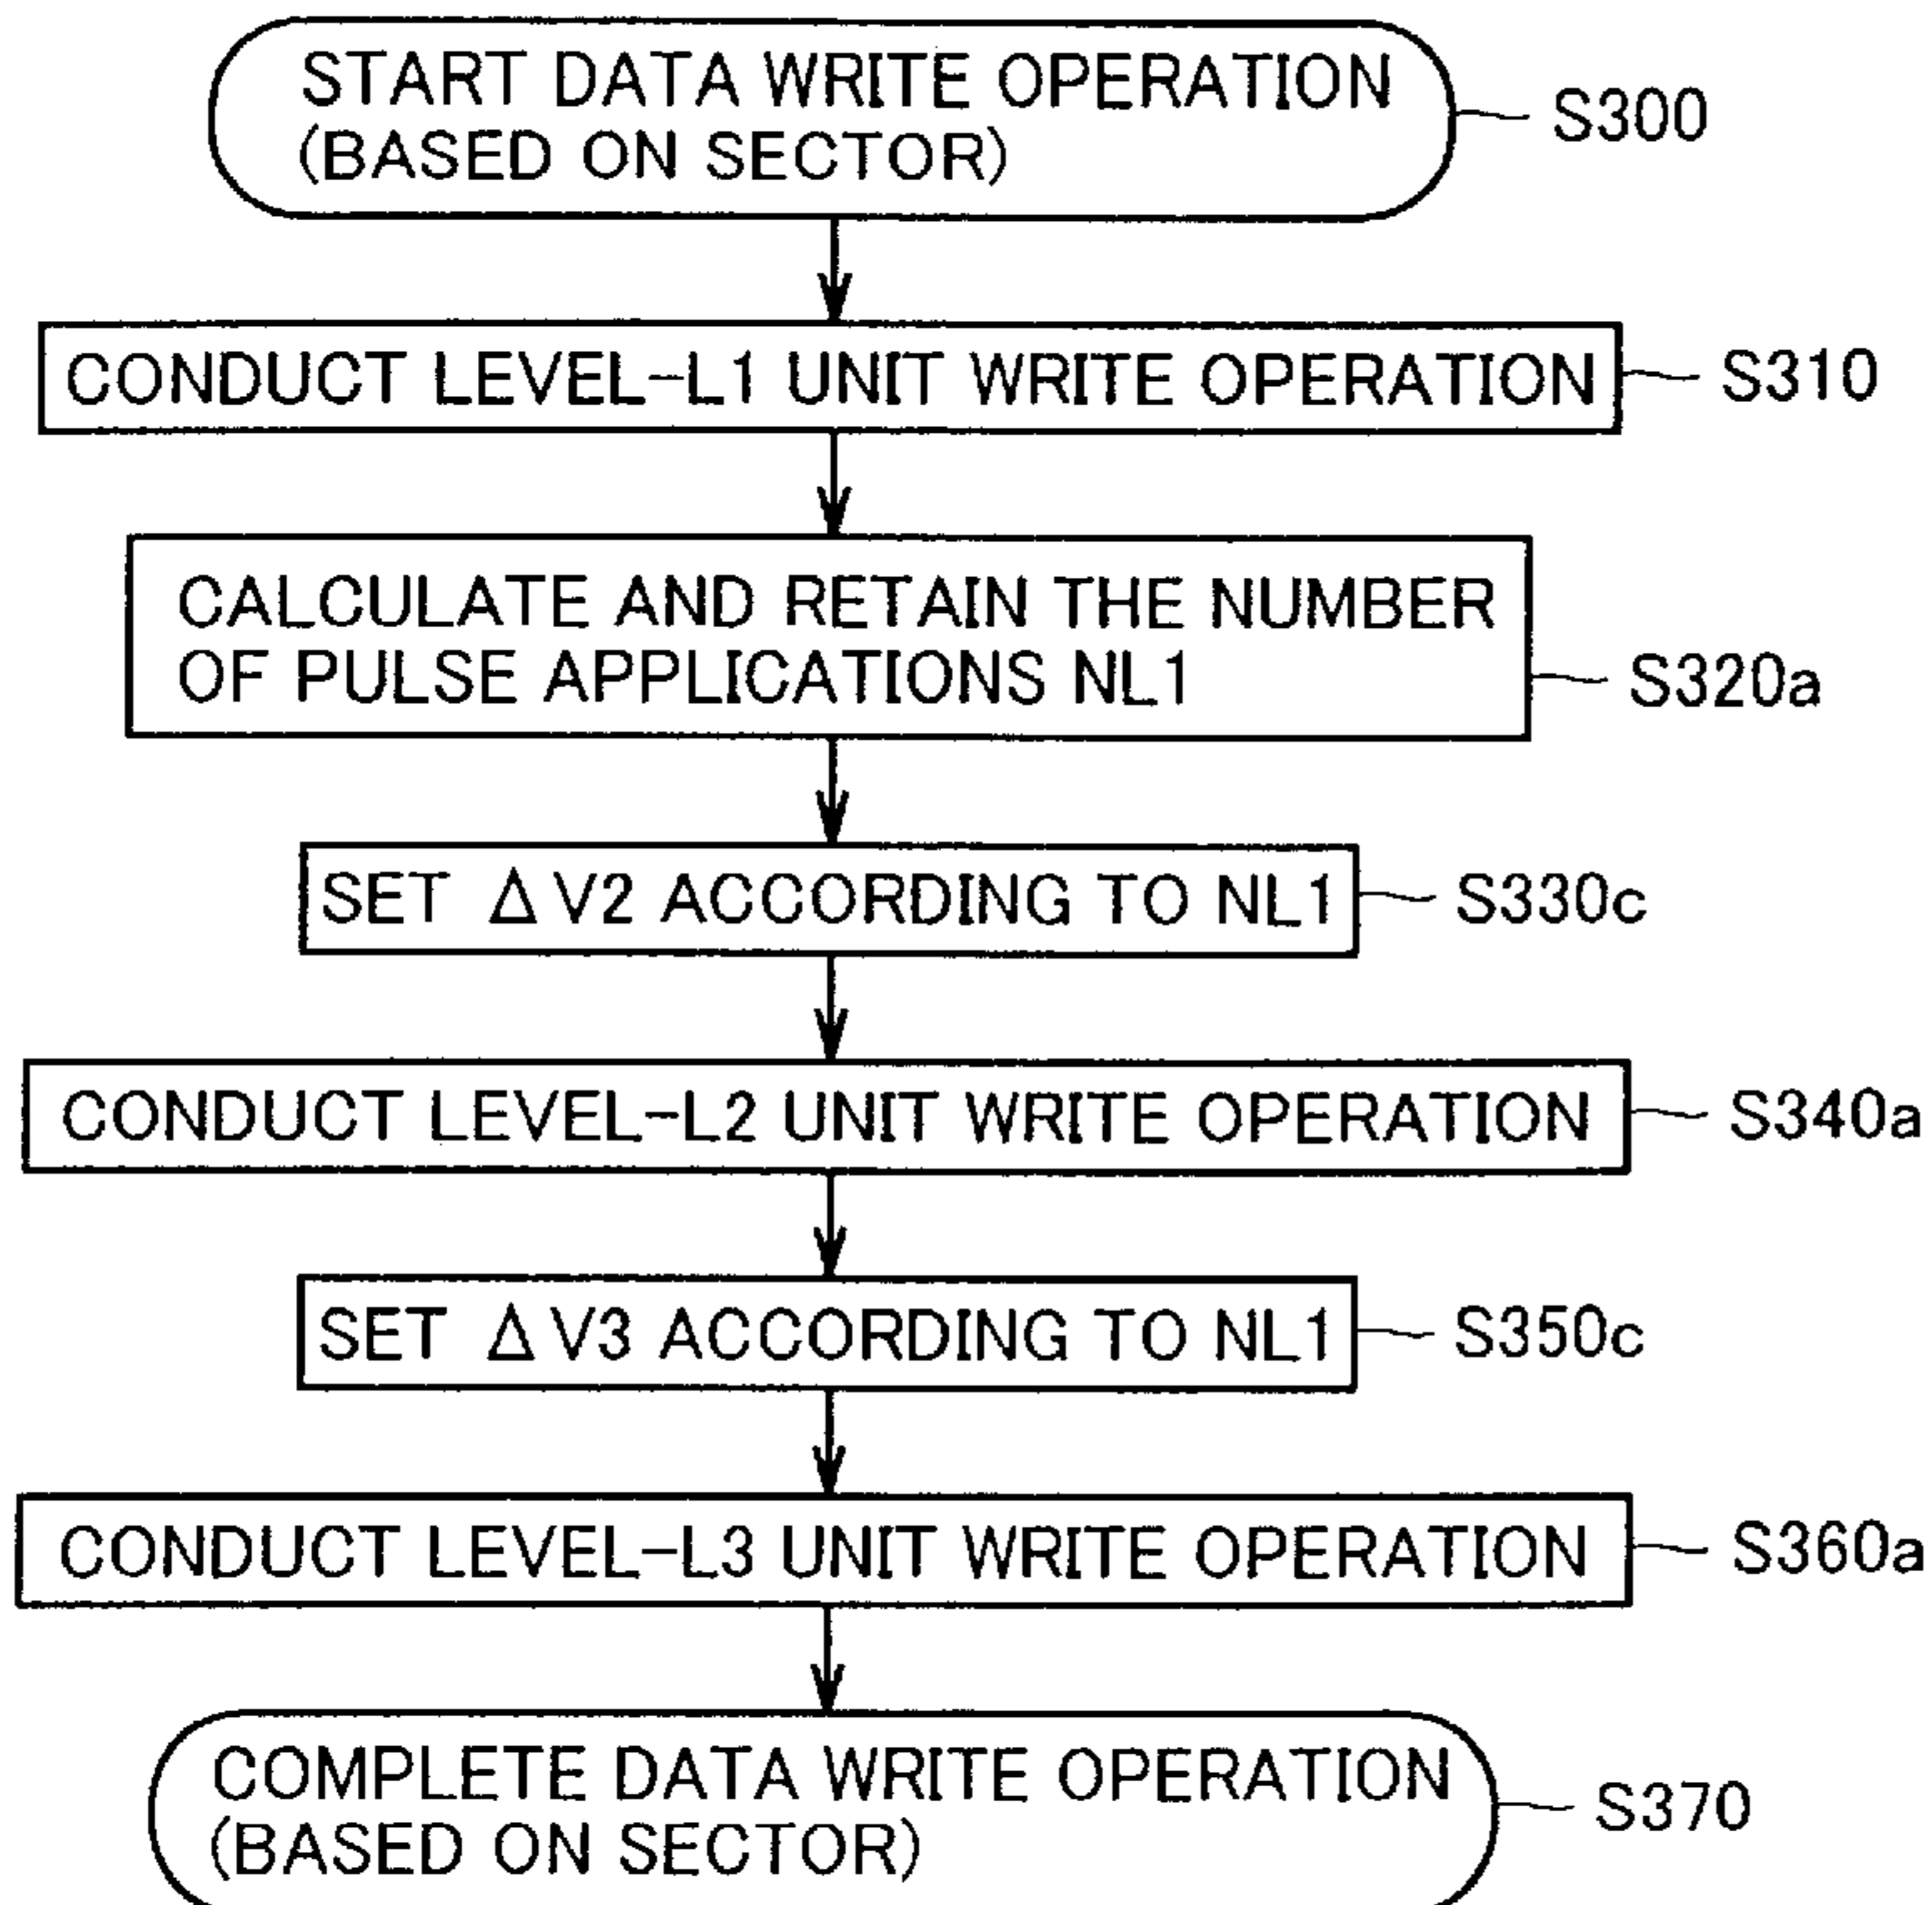 START DATA WRITE OPERATION
(BASED ON SECTOR)
S300
CONDUCT LEVEL-L1 UNIT WRITE OPERATION
S310
CALCULATE AND RETAIN THE NUMBER
OF PULSE APPLICATIONS NL1
S320a
SET ΔV2 ACCORDING TO NL1
S330c
CONDUCT LEVEL-L2 UNIT WRITE OPERATION
S340a
SET ΔV3 ACCORDING TO NL1
S350c
CONDUCT LEVEL-L3 UNIT WRITE OPERATION
S360a
COMPLETE DATA WRITE OPERATION
(BASED ON SECTOR)
S370